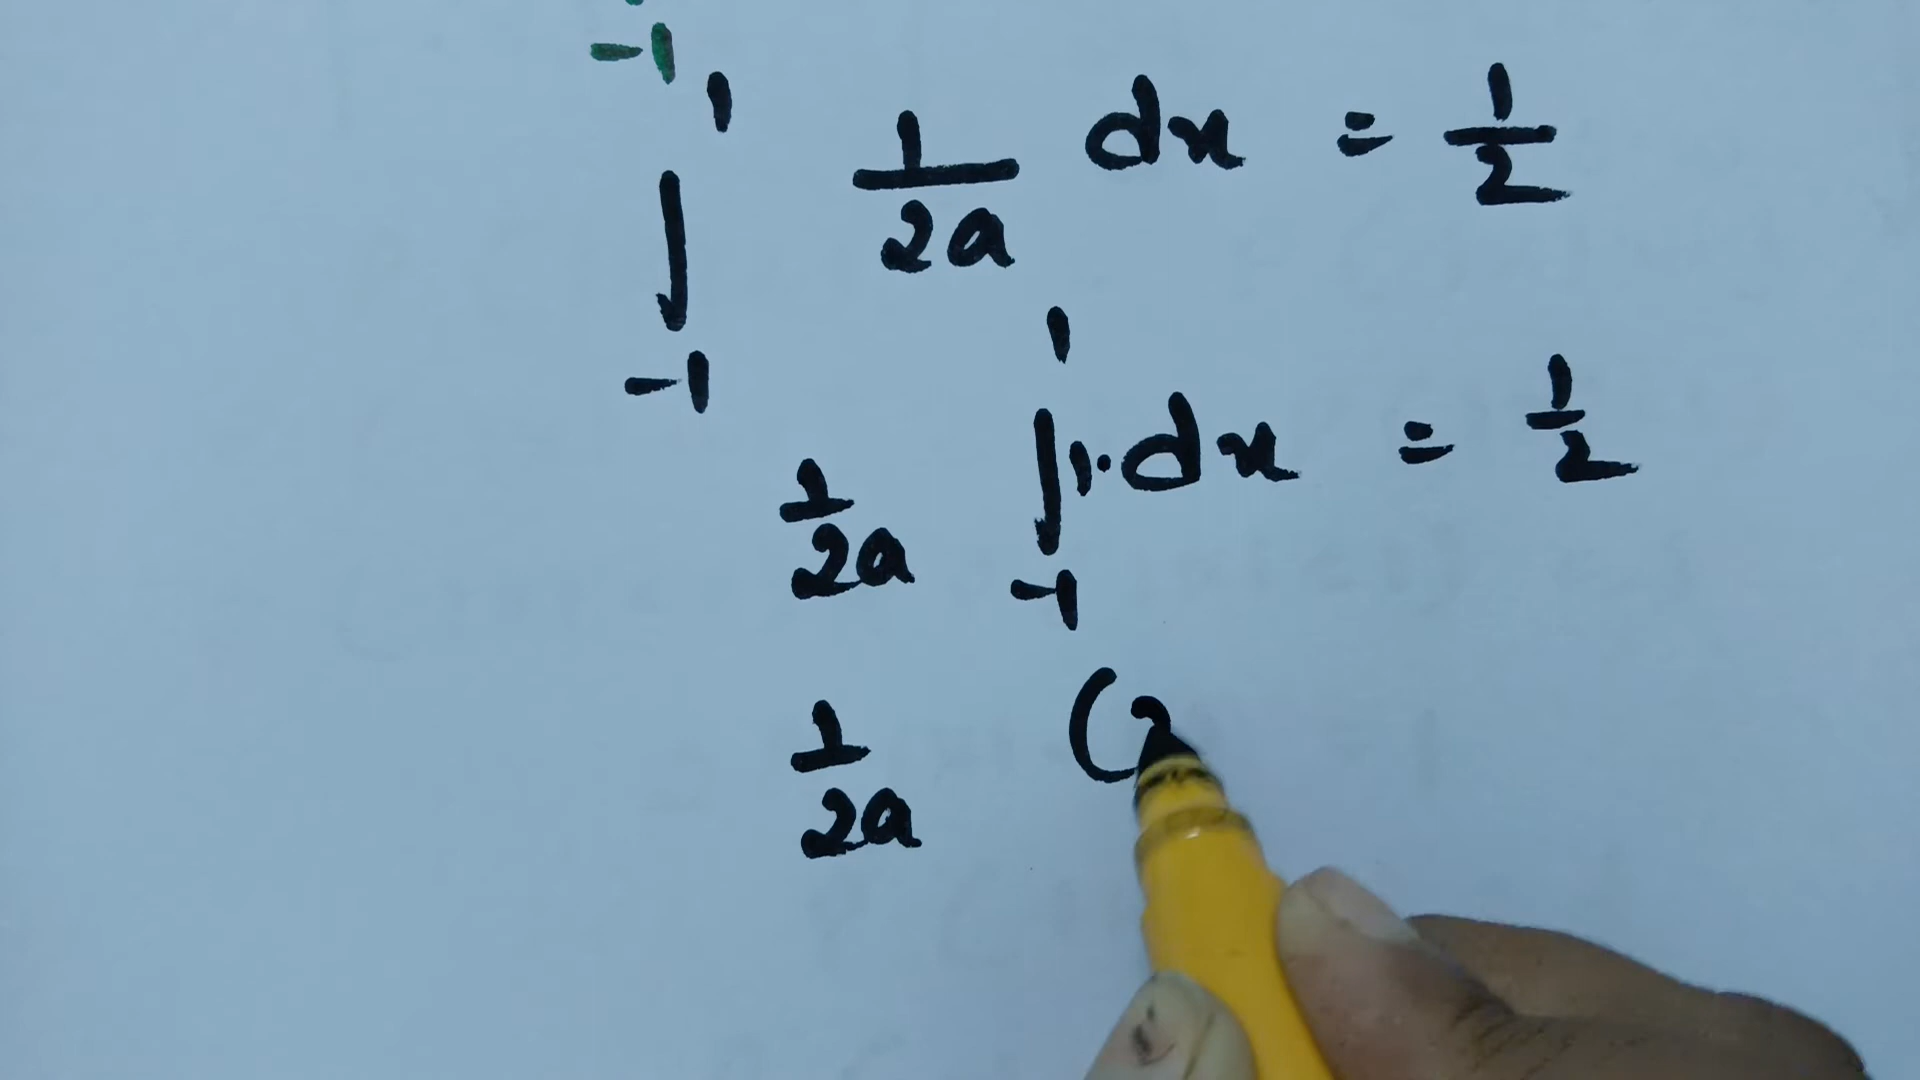 -1
∫_{-1}^{1} 1/2a dx = 1/2
1/2a ∫_{-1}^{1} 1·dx = 1/2
1/2a (